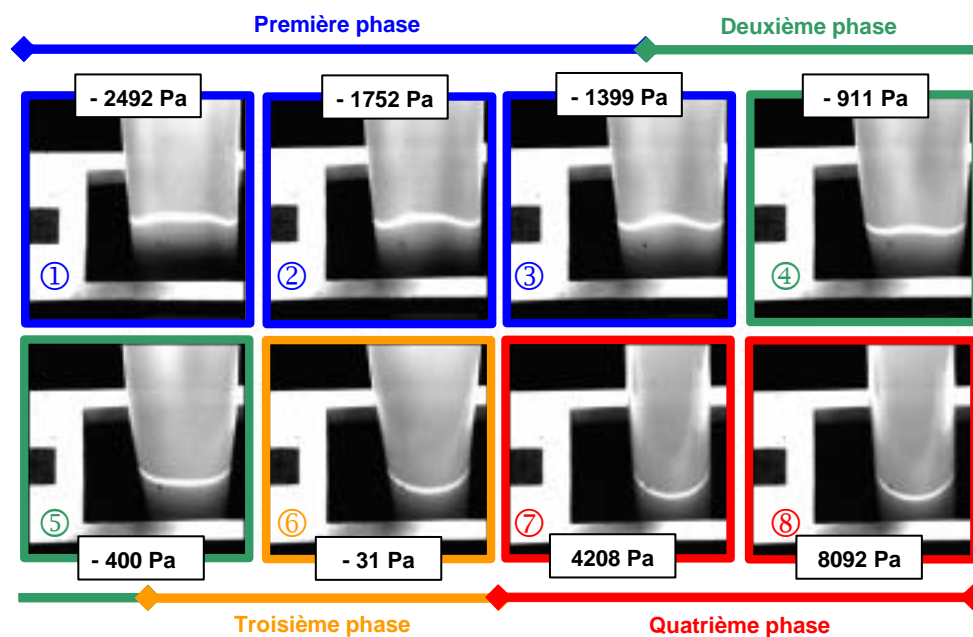 Première phase
Deuxième phase
- 2492 Pa
- 1752 Pa
- 1399 Pa
- 911 Pa
①
②
③
④
⑤
⑥
⑦
⑧
- 400 Pa
- 31 Pa
4208 Pa
8092 Pa
Troisième phase
Quatrième phase